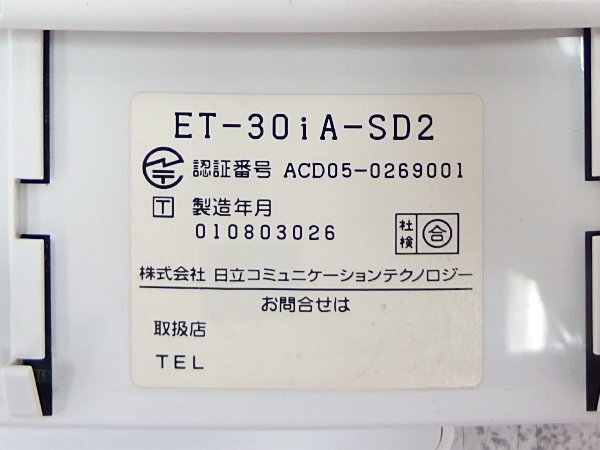 ET-30iA-SD2
認証番号 ACD05-0269001
T 製造年月
010803026
社検 合
株式会社 日立コミュニケーションテクノロジー
お問合せは
取扱店
TEL